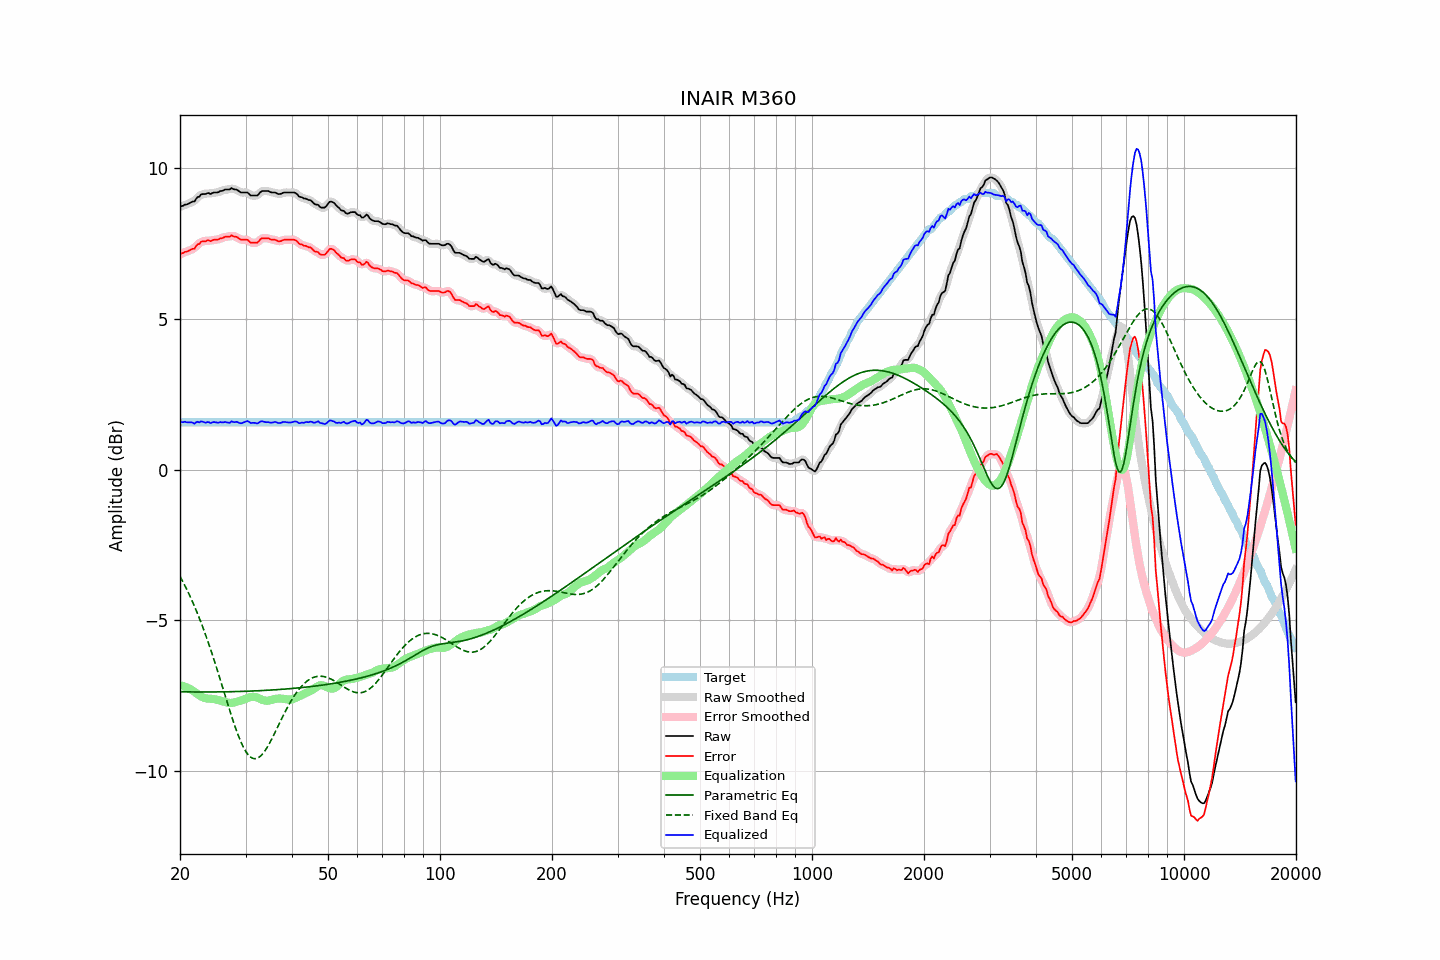 INAIR M360
Amplitude (dBr)
10
5
0
−5
−10
Target
Raw Smoothed
Error Smoothed
Raw
Error
Equalization
Parametric Eq
Fixed Band Eq
Equalized
20
50
100
200
500
1000
2000
5000
10000
20000
Frequency (Hz)